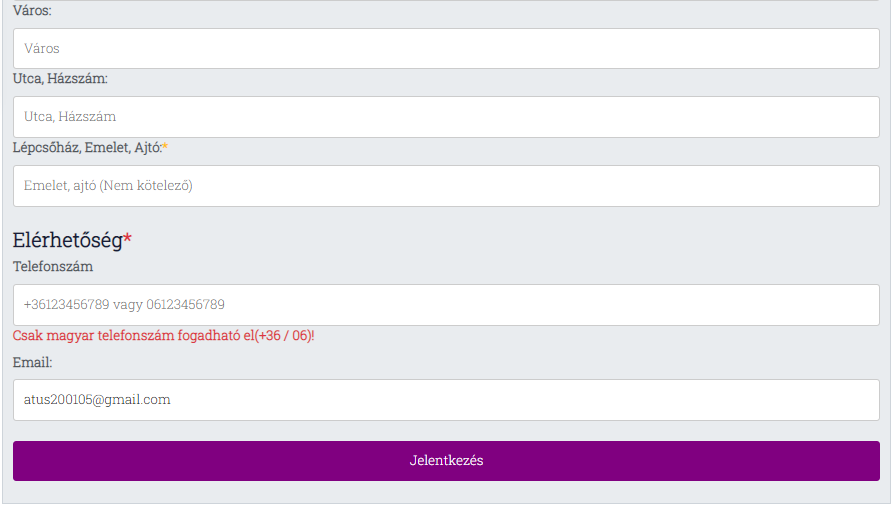 Város:
Város
Utca, Házszám:
Utca, Házszám
Lépcsőház, Emelet, Ajtó:*
Emelet, ajtó (Nem kötelező)
Elérhetőség*
Telefonszám
+36123456789 vagy 06123456789
Csak magyar telefonszám fogadható el(+36 / 06)!
Email:
atus200105@gmail.com
Jelentkezés